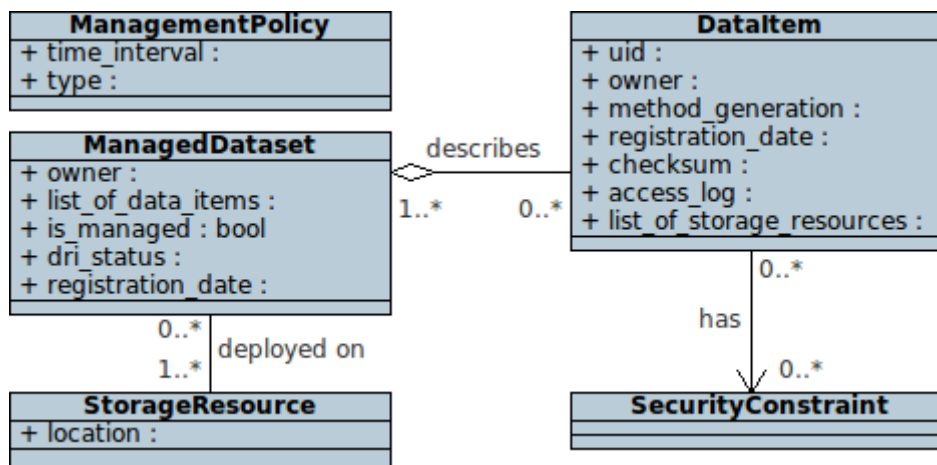 ManagementPolicy
+ time_interval :
+ type :
ManagedDataset
+ owner :
+ list_of_data_items :
+ is_managed : bool
+ dri_status :
+ registration_date :
describes
1..*
0..*
DataItem
+ uid :
+ owner :
+ method_generation :
+ registration_date :
+ checksum :
+ access_log :
+ list_of_storage_resources :
0..*
deployed on
1..*
0..*
has
0..*
StorageResource
+ location :
SecurityConstraint